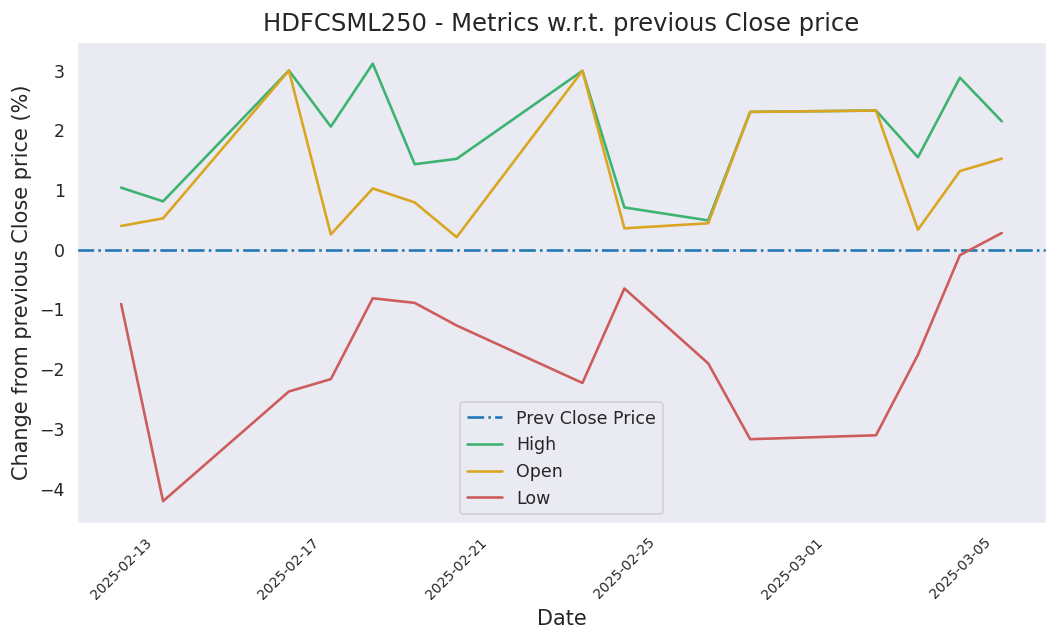 HDFCSML250 - Metrics w.r.t. previous Close price
Change from previous Close price (%)
3
2
1
0
−1
−2
−3
−4
Prev Close Price
High
Open
Low
2025-02-13
2025-02-17
2025-02-21
2025-02-25
2025-03-01
2025-03-05
Date